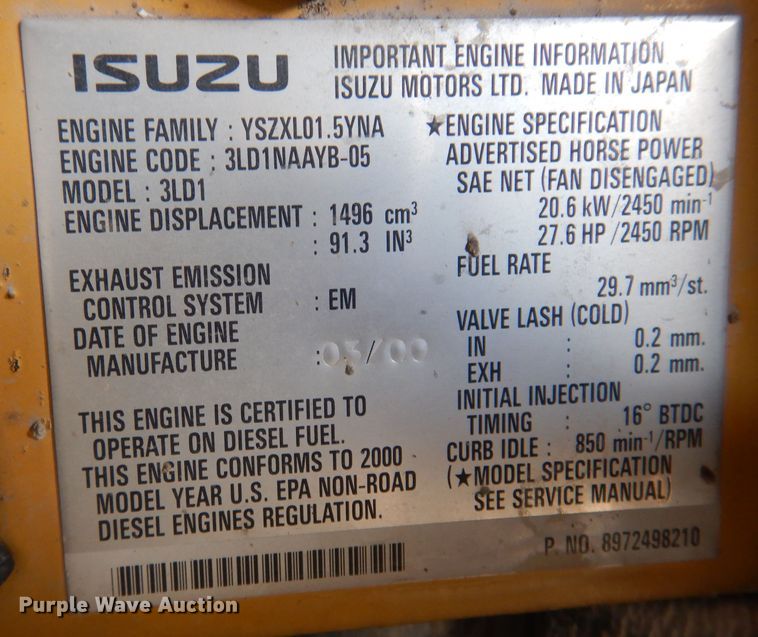 ISUZU
IMPORTANT ENGINE INFORMATION
ISUZU MOTORS LTD. MADE IN JAPAN
ENGINE FAMILY : YSZXL01.5YNA
ENGINE CODE : 3LD1NAAYB-05
MODEL : 3LD1
ENGINE DISPLACEMENT : 1496 cm³
: 91.3 IN³
EXHAUST EMISSION
CONTROL SYSTEM : EM
DATE OF ENGINE
MANUFACTURE : 03/00
THIS ENGINE IS CERTIFIED TO
OPERATE ON DIESEL FUEL.
THIS ENGINE CONFORMS TO 2000
MODEL YEAR U.S. EPA NON-ROAD
DIESEL ENGINES REGULATION.
★ENGINE SPECIFICATION
ADVERTISED HORSE POWER
SAE NET (FAN DISENGAGED)
20.6 kW/2450 min⁻¹
27.6 HP /2450 RPM
FUEL RATE
29.7 mm³/st.
VALVE LASH (COLD)
IN : 0.2 mm.
EXH : 0.2 mm.
INITIAL INJECTION
TIMING : 16° BTDC
CURB IDLE : 850 min⁻¹/RPM
(★MODEL SPECIFICATION
SEE SERVICE MANUAL)
P. NO. 8972498210
Purple Wave Auction